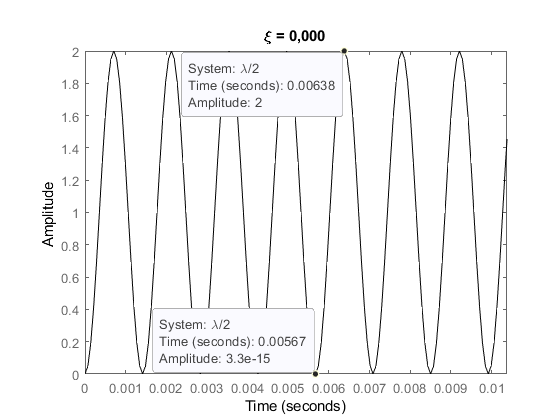 ξ = 0,000
System: λ/2
Time (seconds): 0.00638
Amplitude: 2
System: λ/2
Time (seconds): 0.00567
Amplitude: 3.3e-15
Amplitude
2
1.8
1.6
1.4
1.2
1
0.8
0.6
0.4
0.2
0
0 0.001 0.002 0.003 0.004 0.005 0.006 0.007 0.008 0.009 0.01
Time (seconds)